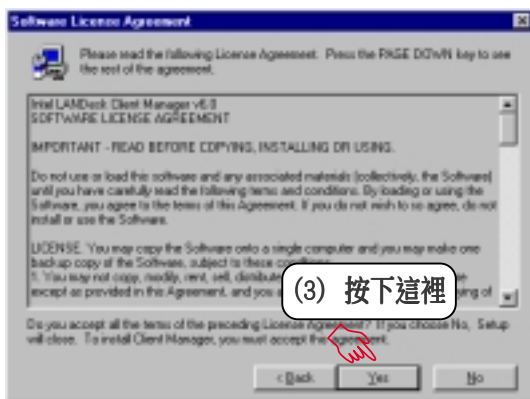 Software License Agreement
Please read the following License Agreement. Press the PAGE DOWN key to see
the rest of the agreement.
Intel LANDesk Client Manager v6.0
SOFTWARE LICENSE AGREEMENT
IMPORTANT - READ BEFORE COPYING, INSTALLING OR USING.
Do not use or load this software and any associated materials (collectively, the Software)
until you have carefully read the following terms and conditions. By loading or using the
Software, you agree to the terms of this Agreement. If you do not wish to so agree, do not
install or use the Software.
LICENSE. You may copy the Software onto a single computer and you may make one
backup copy of the Software, subject to these conditions:
1. You may not copy, modify, rent, sell, distribute
except as provided in this Agreement, and you
(3) 按下這裡
Do you accept all the terms of the preceding License Agreement? If you choose No, Setup
will close. To install Client Manager, you must accept the agreement.
< Back
Yes
No